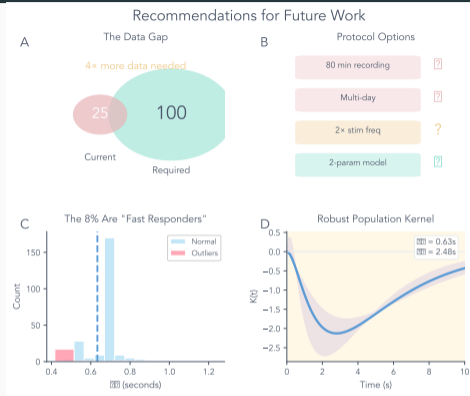 Recommendations for Future Work
A
The Data Gap
4× more data needed
25
100
Current
Required
B
Protocol Options
80 min recording
Multi-day
2× stim freq
?
2-param model
C
The 8% Are "Fast Responders"
Normal
Outliers
Count
150
100
50
0
0.4
0.6
0.8
1.0
1.2
(seconds)
D
Robust Population Kernel
= 0.63s
= 2.48s
K(t)
0.5
0.0
−0.5
−1.0
−1.5
−2.0
−2.5
0
2
4
6
8
10
Time (s)